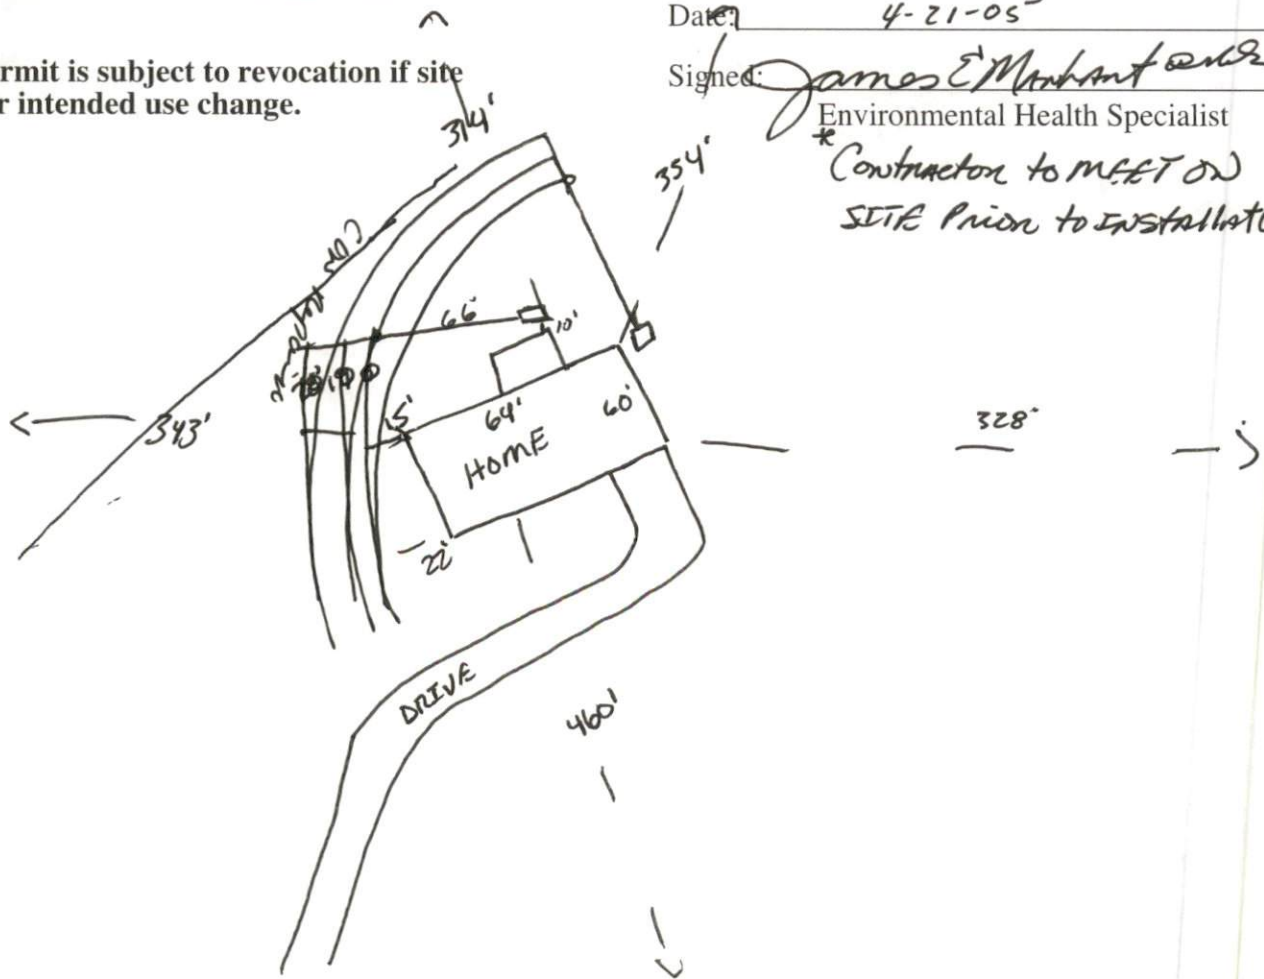 Date: 4-21-05
rmit is subject to revocation if site
r intended use change.
Signed: James E
Environmental Health Specialist
* Contractor to MEET ON
SITE Prior to INSTALLAT
314'
354'
66'
10'
343'
15'
64'
60'
HOME
328'
22'
DRIVE
460'